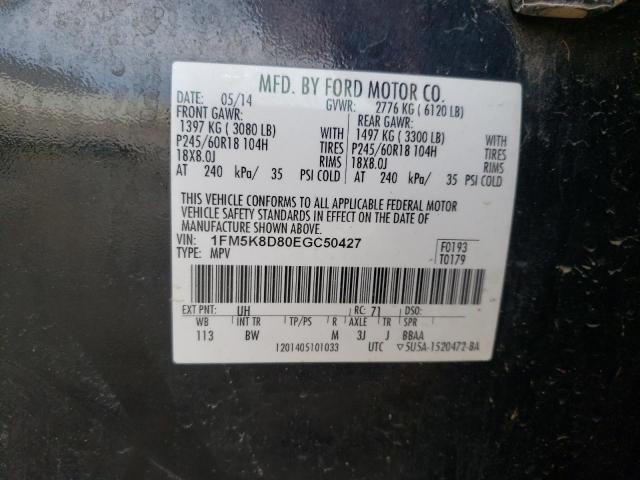 MFD. BY FORD MOTOR CO.
DATE: 05/14 GVWR: 2776 KG ( 6120 LB)
FRONT GAWR: REAR GAWR:
1397 KG ( 3080 LB) WITH 1497 KG ( 3300 LB) WITH
P245/60R18 104H TIRES P245/60R18 104H TIRES
18X8.0J RIMS 18X8.0J RIMS
AT 240 kPa/ 35 PSI COLD AT 240 kPa/ 35 PSI COLD
THIS VEHICLE CONFORMS TO ALL APPLICABLE FEDERAL MOTOR
VEHICLE SAFETY STANDARDS IN EFFECT ON THE DATE OF
MANUFACTURE SHOWN ABOVE.
VIN: 1FM5K8D80EGC50427 F0193
TYPE: MPV T0179
EXT PNT: UH RC: 71 DSO:
WB INT TR TP/PS R AXLE TR SPR
113 BW M 3J J BBAA
1201405101033 UTC ▽5U5A-1520472-BA